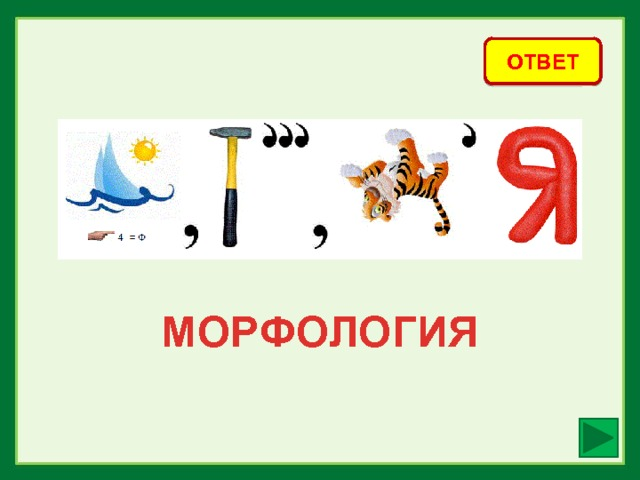 ОТВЕТ
,,, , Я
4 = Ф , ,
МОРФОЛОГИЯ